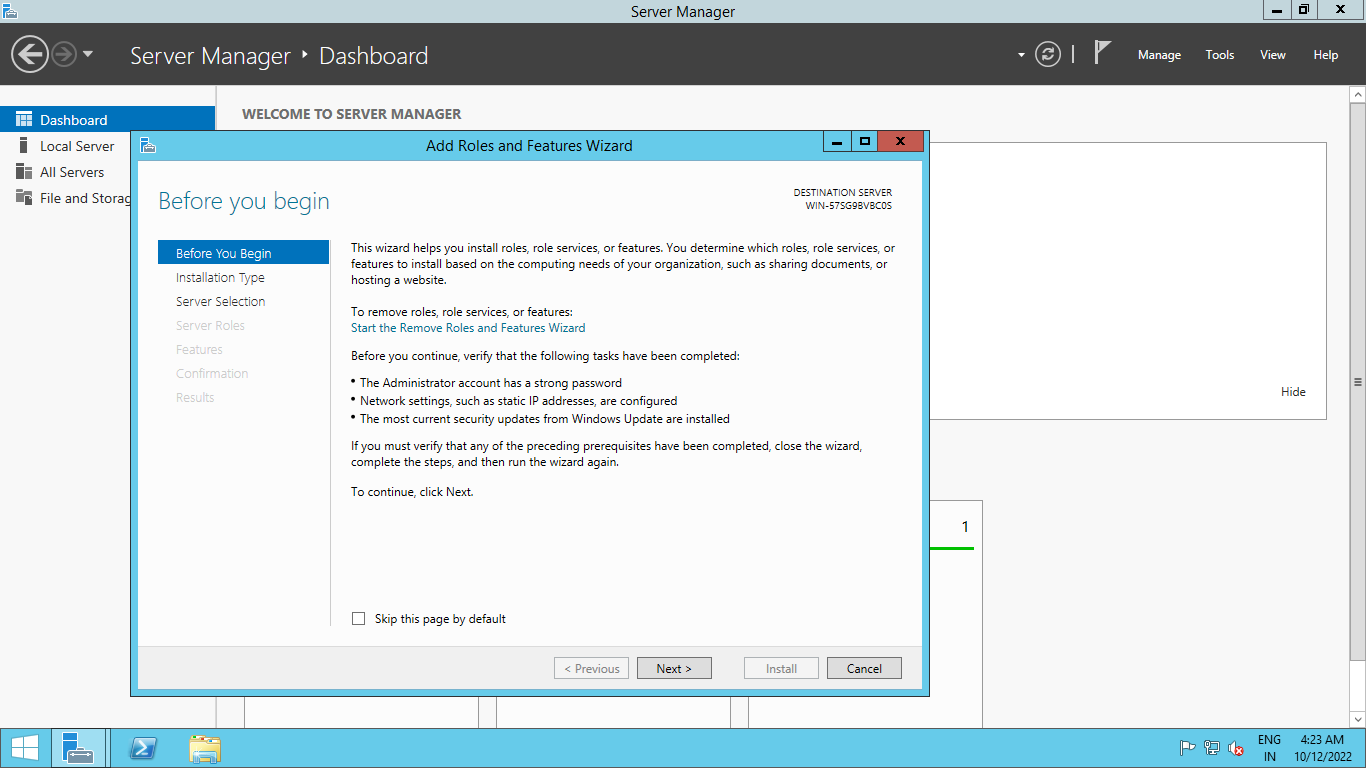 Server Manager
Server Manager
Dashboard
Manage
Tools
View
Help
Dashboard
Local Server
All Servers
File and Storag
WELCOME TO SERVER MANAGER
Add Roles and Features Wizard
Before you begin
DESTINATION SERVER
WIN-57SG9BVBC0S
Before You Begin
Installation Type
Server Selection
Server Roles
Features
Confirmation
Results
This wizard helps you install roles, role services, or features. You determine which roles, role services, or
features to install based on the computing needs of your organization, such as sharing documents, or
hosting a website.
To remove roles, role services, or features:
Start the Remove Roles and Features Wizard
Before you continue, verify that the following tasks have been completed:
• The Administrator account has a strong password
• Network settings, such as static IP addresses, are configured
• The most current security updates from Windows Update are installed
If you must verify that any of the preceding prerequisites have been completed, close the wizard,
complete the steps, and then run the wizard again.
To continue, click Next.
Skip this page by default
< Previous
Next >
Install
Cancel
Hide
1
ENG
IN
4:23 AM
10/12/2022